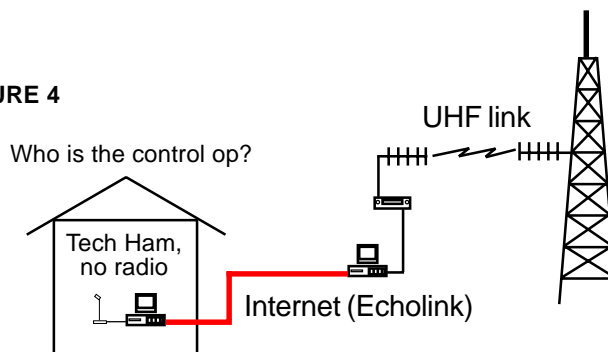 URE 4
UHF link
Who is the control op?
Tech Ham,
no radio
Internet (Echolink)